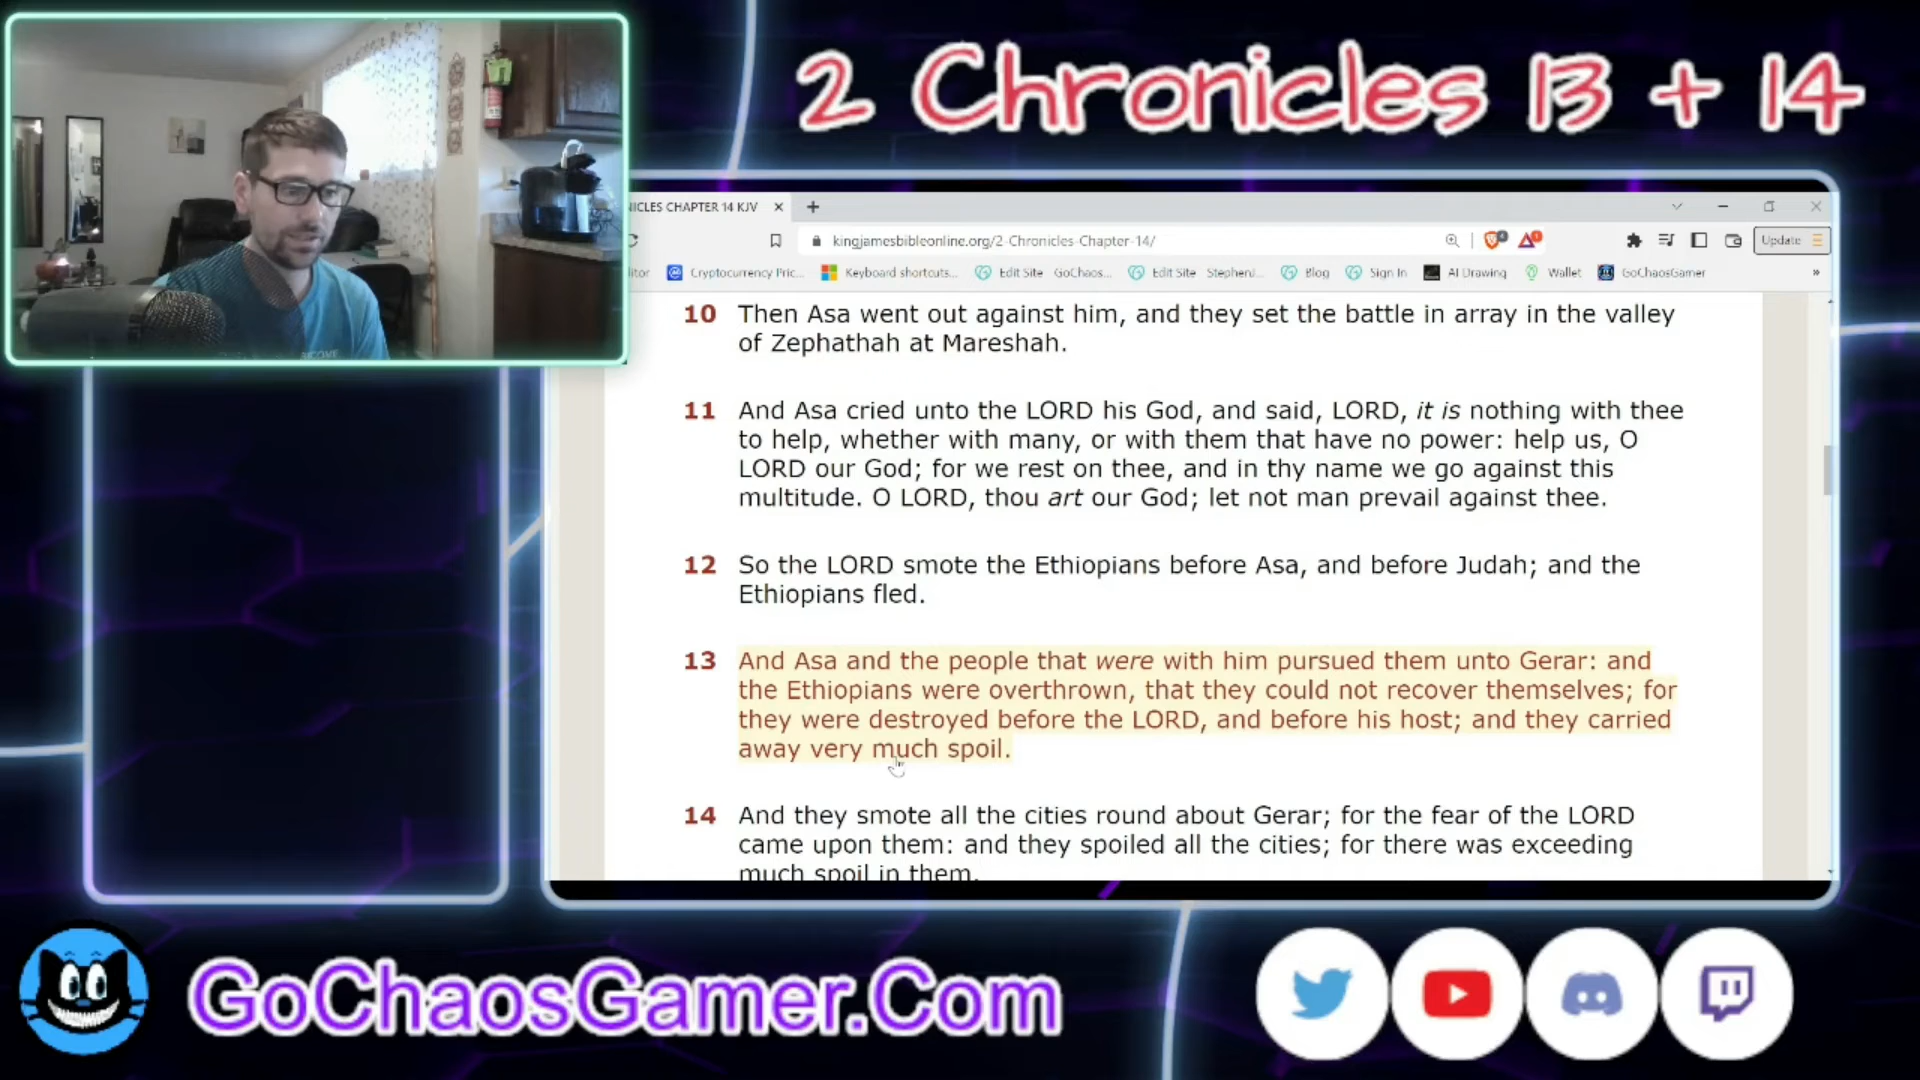 2 Chronicles 13 + 14
ICLES CHAPTER 14 KJV
kingjamesbibleonline.org/2-Chronicles-Chapter-14/
Update
itor
Cryptocurrency Pric...
Keyboard shortcuts...
Edit Site GoChaos...
Edit Site StephenJ...
Blog
Sign In
AI Drawing
Wallet
GoChaosGamer
10 Then Asa went out against him, and they set the battle in array in the valley
of Zephathah at Mareshah.
11 And Asa cried unto the LORD his God, and said, LORD, it is nothing with thee
to help, whether with many, or with them that have no power: help us, O
LORD our God; for we rest on thee, and in thy name we go against this
multitude. O LORD, thou art our God; let not man prevail against thee.
12 So the LORD smote the Ethiopians before Asa, and before Judah; and the
Ethiopians fled.
13 And Asa and the people that were with him pursued them unto Gerar: and
the Ethiopians were overthrown, that they could not recover themselves; for
they were destroyed before the LORD, and before his host; and they carried
away very much spoil.
14 And they smote all the cities round about Gerar; for the fear of the LORD
came upon them: and they spoiled all the cities; for there was exceeding
much spoil in them.
GoChaosGamer.Com